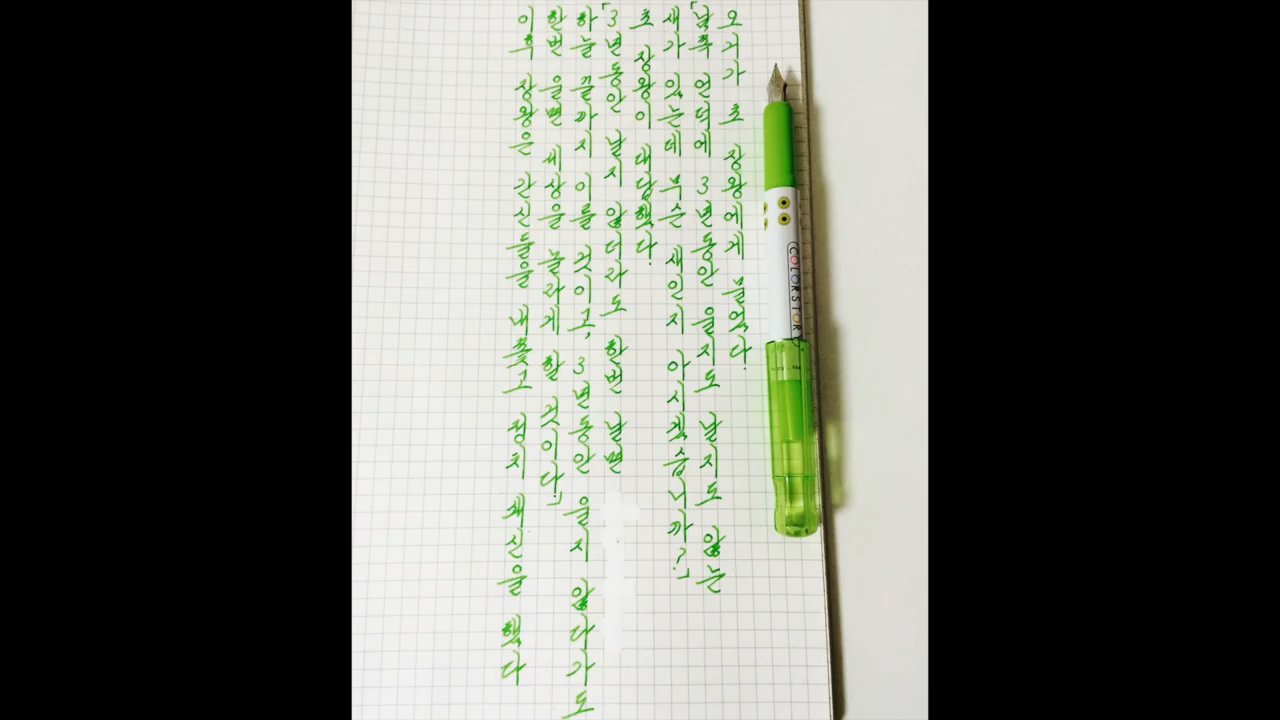 오거가 초 장왕에게 물었다.
「남쪽 언덕에 3년동안 울지도 날지도 않는
새가 있는데 무슨 새인지 아시겠습니까?」
초 장왕이 대답했다.
「3년동안 날지 않더라도 한번 날면
하늘 끝까지 이를 것이고, 3년동안 울지 않다가도
한번 울면 세상을 놀라게 할 것이다.」
이후 장왕은 간신들을 내쫓고 정치 쇄신을 했다
COLORSTORY